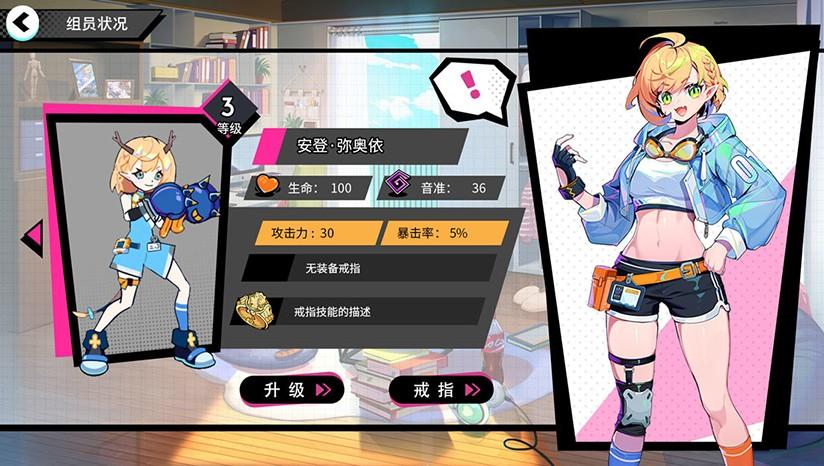 组员状况
3
等级
安登·弥奥依
生命： 100
音准： 36
攻击力：30
暴击率： 5%
无装备戒指
戒指技能的描述
升级
戒指